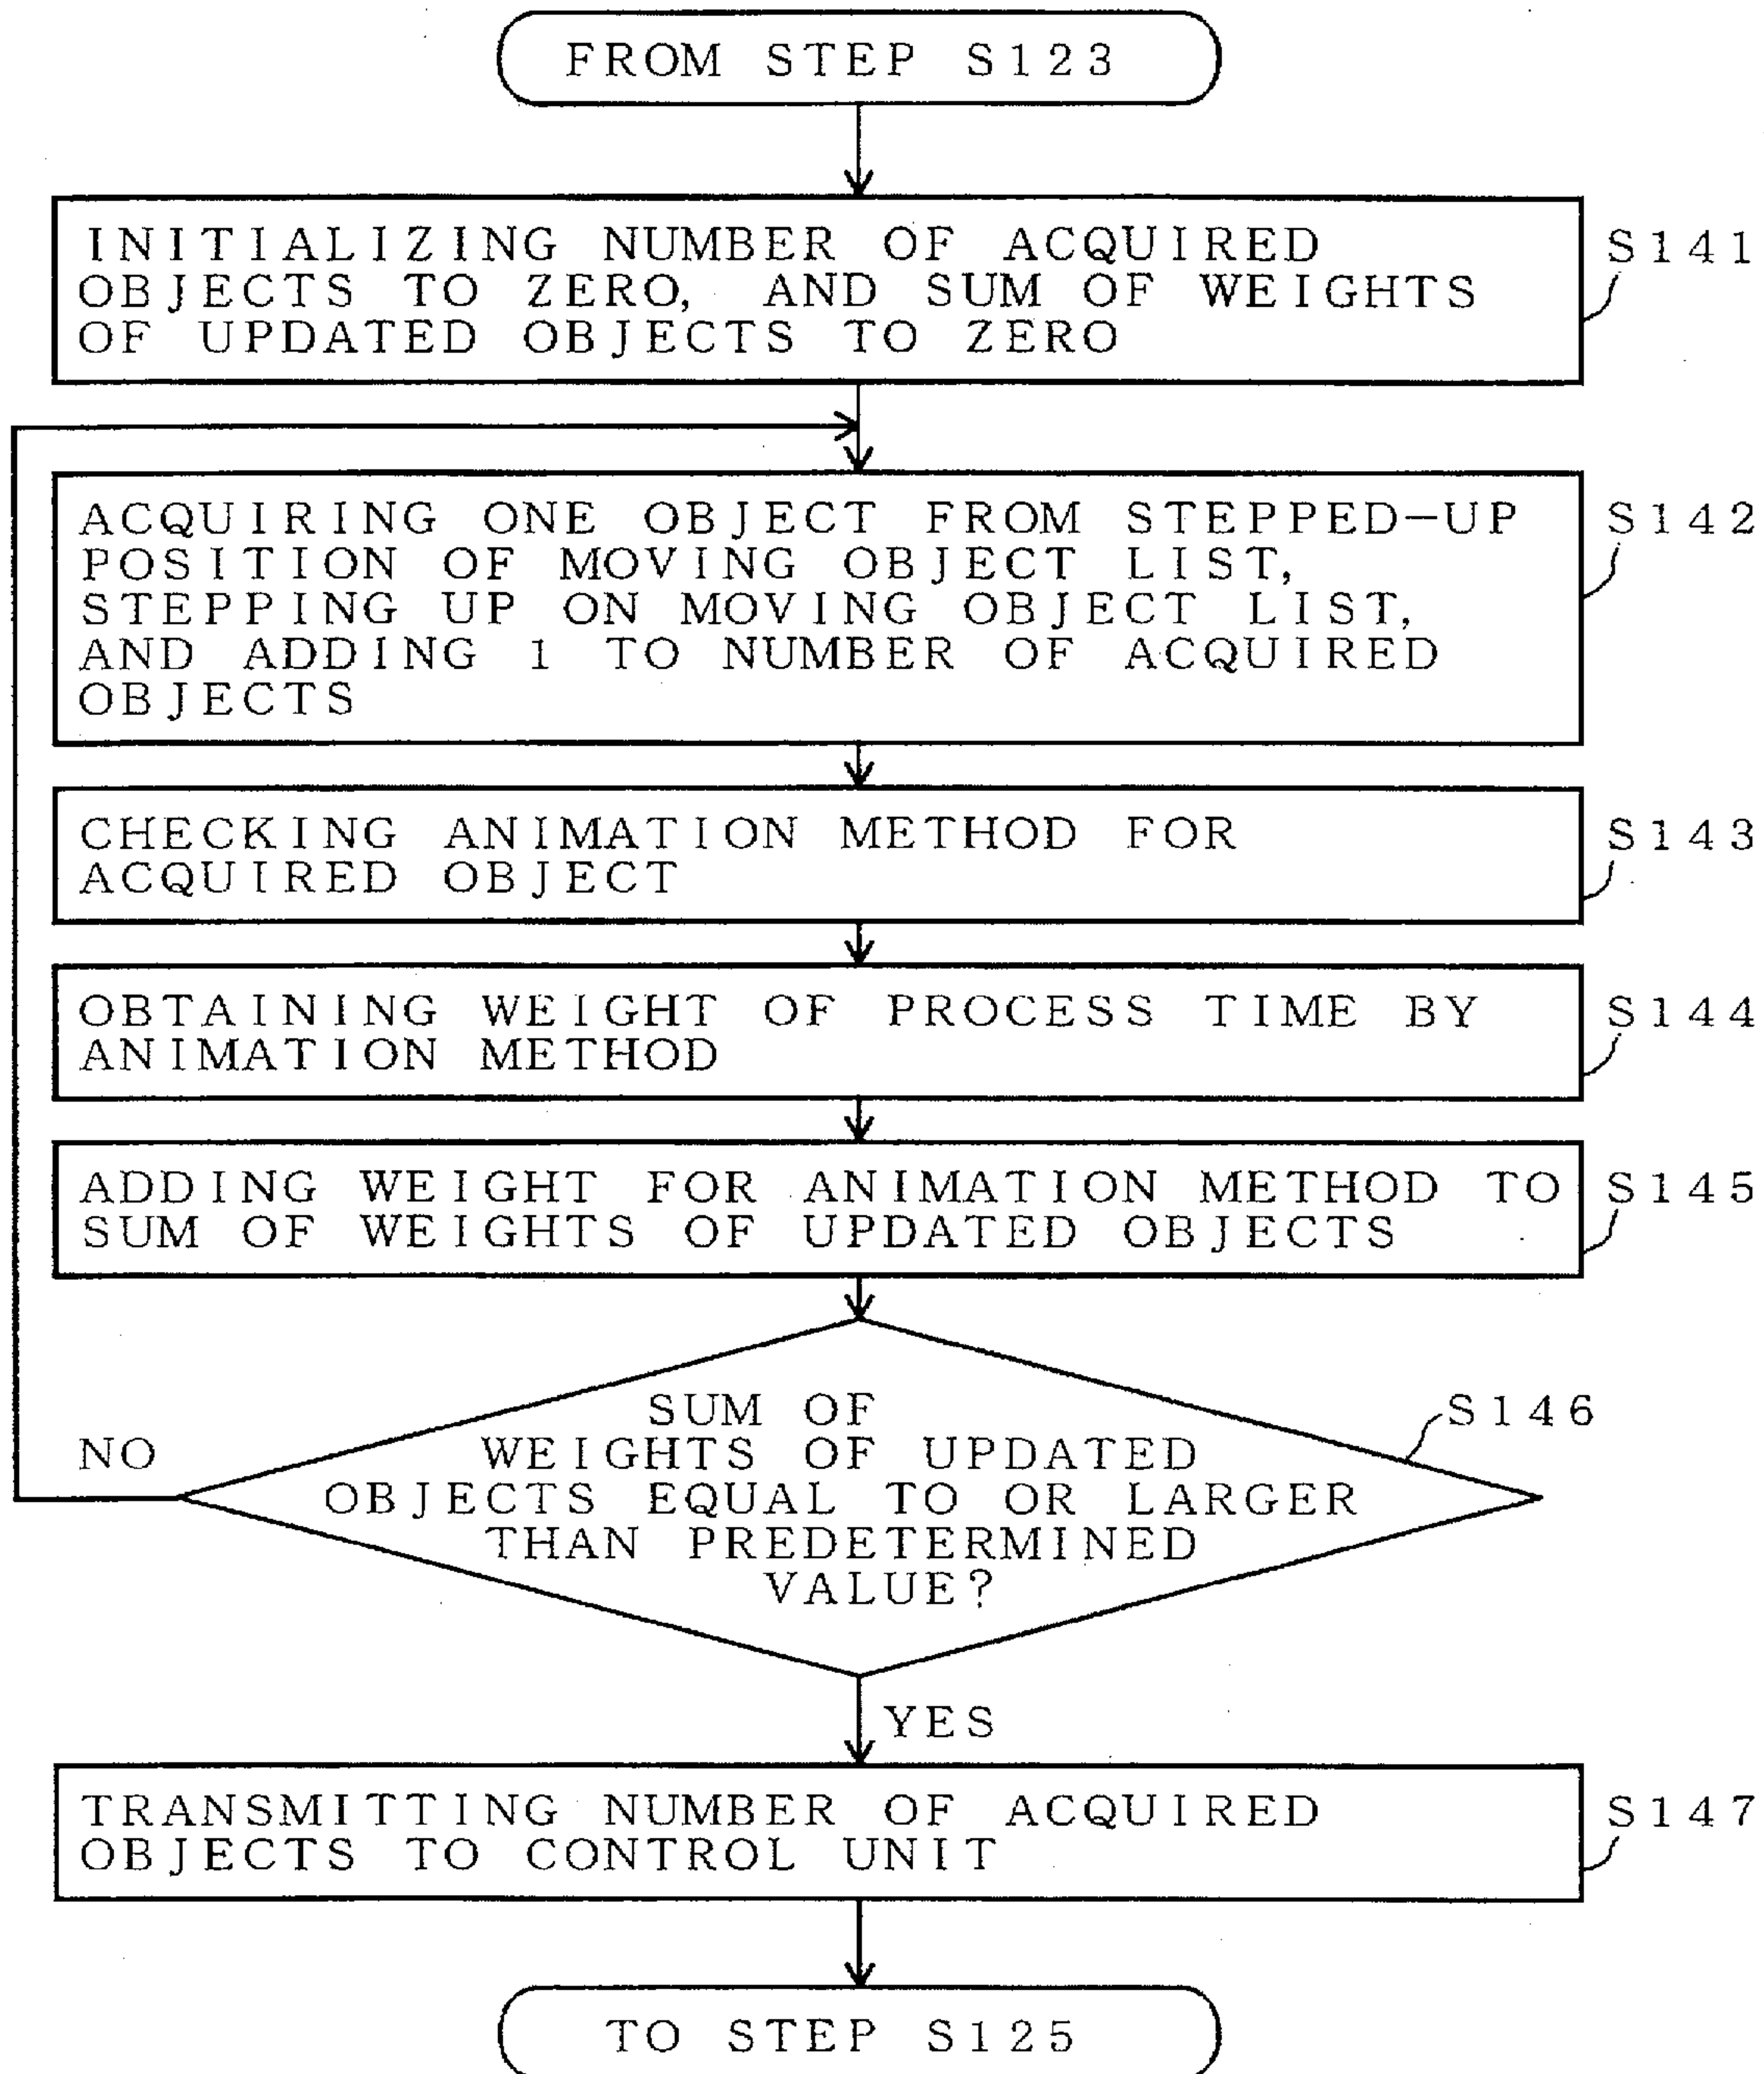 FROM STEP S123
INITIALIZING NUMBER OF ACQUIRED
OBJECTS TO ZERO, AND SUM OF WEIGHTS
OF UPDATED OBJECTS TO ZERO
S141
ACQUIRING ONE OBJECT FROM STEPPED-UP
POSITION OF MOVING OBJECT LIST,
STEPPING UP ON MOVING OBJECT LIST,
AND ADDING 1 TO NUMBER OF ACQUIRED
OBJECTS
S142
CHECKING ANIMATION METHOD FOR
ACQUIRED OBJECT
S143
OBTAINING WEIGHT OF PROCESS TIME BY
ANIMATION METHOD
S144
ADDING WEIGHT FOR ANIMATION METHOD TO
SUM OF WEIGHTS OF UPDATED OBJECTS
S145
SUM OF
WEIGHTS OF UPDATED
OBJECTS EQUAL TO OR LARGER
THAN PREDETERMINED
VALUE?
S146
NO
YES
TRANSMITTING NUMBER OF ACQUIRED
OBJECTS TO CONTROL UNIT
S147
TO STEP S125